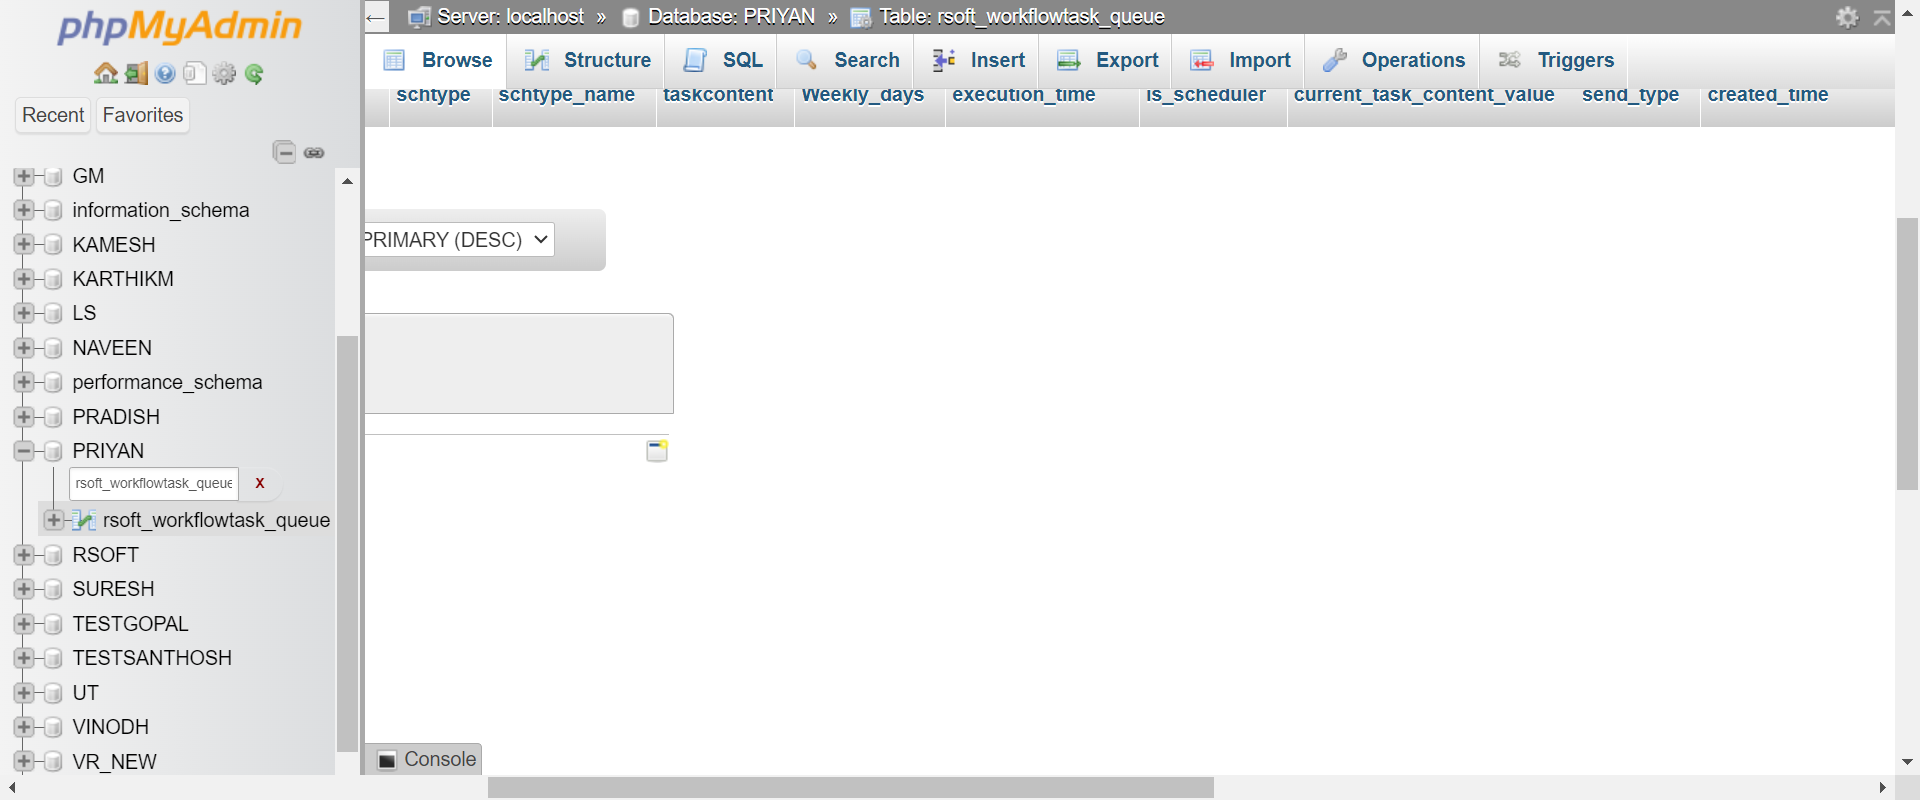 phpMyAdmin
Recent
Favorites
GM
information_schema
KAMESH
KARTHIKM
LS
NAVEEN
performance_schema
PRADISH
PRIYAN
rsoft_workflowtask_queue
X
rsoft_workflowtask_queue
RSOFT
SURESH
TESTGOPAL
TESTSANTHOSH
UT
VINODH
VR_NEW
← Server: localhost » Database: PRIYAN » Table: rsoft_workflowtask_queue
Browse Structure SQL Search Insert Export Import Operations Triggers
schtype schtype_name taskcontent Weekly_days execution_time is_scheduler current_task_content_value send_type created_time
PRIMARY (DESC)
Console